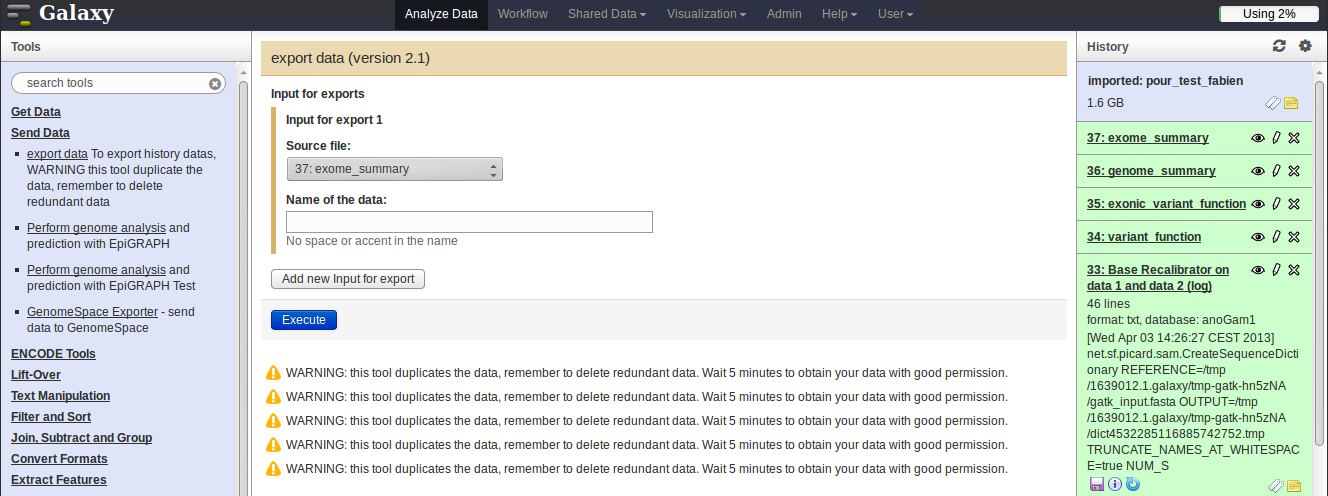 Galaxy
Analyze Data
Workflow
Shared Data
Visualization
Admin
Help
User
Using 2%
Tools
search tools
Get Data
Send Data
export data To export history datas,
WARNING this tool duplicate the
data, remember to delete
redundant data
Perform genome analysis and
prediction with EpiGRAPH
Perform genome analysis and
prediction with EpiGRAPH Test
GenomeSpace Exporter - send
data to GenomeSpace
ENCODE Tools
Lift-Over
Text Manipulation
Filter and Sort
Join, Subtract and Group
Convert Formats
Extract Features
export data (version 2.1)
Input for exports
Input for export 1
Source file:
37: exome_summary
Name of the data:
No space or accent in the name
Add new Input for export
Execute
WARNING: this tool duplicates the data, remember to delete redundant data. Wait 5 minutes to obtain your data with good permission.
WARNING: this tool duplicates the data, remember to delete redundant data. Wait 5 minutes to obtain your data with good permission.
WARNING: this tool duplicates the data, remember to delete redundant data. Wait 5 minutes to obtain your data with good permission.
WARNING: this tool duplicates the data, remember to delete redundant data. Wait 5 minutes to obtain your data with good permission.
WARNING: this tool duplicates the data, remember to delete redundant data. Wait 5 minutes to obtain your data with good permission.
History
imported: pour_test_fabien
1.6 GB
37: exome_summary
36: genome_summary
35: exonic_variant_function
34: variant_function
33: Base Recalibrator on
data 1 and data 2 (log)
46 lines
format: txt, database: anoGam1
[Wed Apr 03 14:26:27 CEST 2013]
net.sf.picard.sam.CreateSequenceDicti
onary REFERENCE=/tmp
/1639012.1.galaxy/tmp-gatk-hn5zNA
/gatk_input.fasta OUTPUT=/tmp
/1639012.1.galaxy/tmp-gatk-hn5zNA
/dict4532285116885742752.tmp
TRUNCATE_NAMES_AT_WHITESPAC
E=true NUM_S